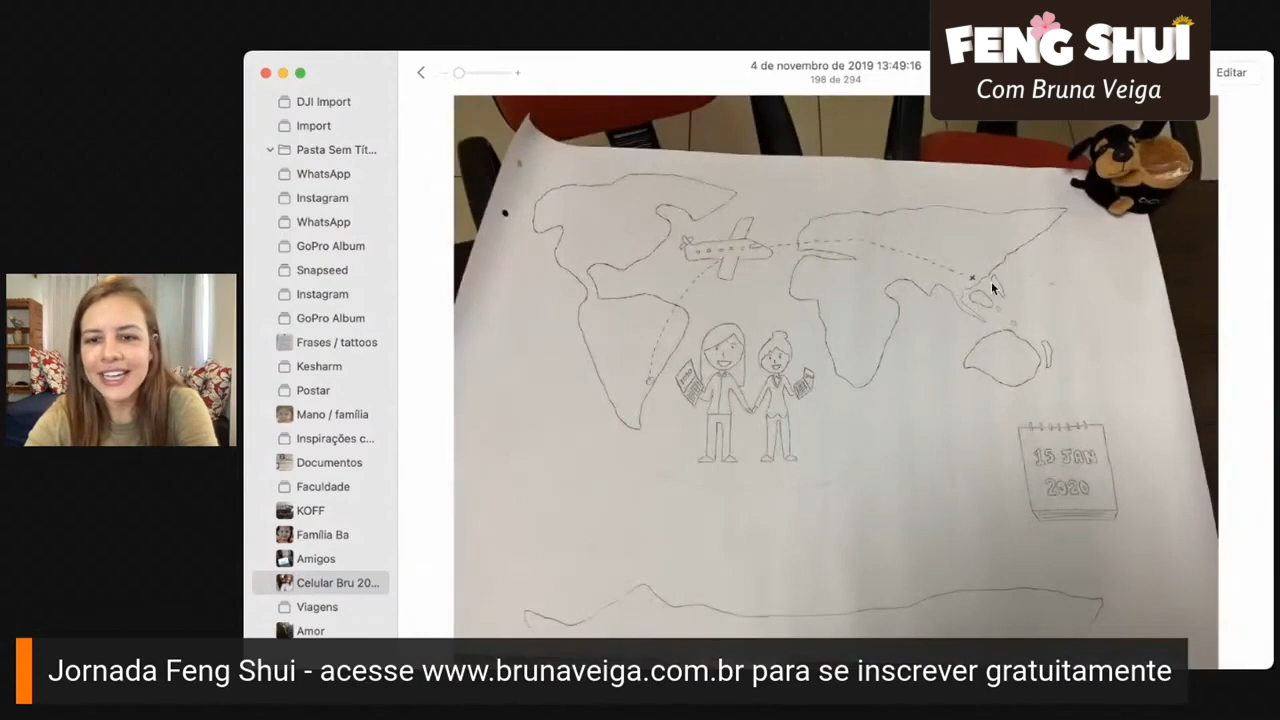 FENG SHUI
Com Bruna Veiga
4 de novembro de 2019 13:49:16
198 de 294
Editar
DJI Import
Import
Pasta Sem Tít...
WhatsApp
Instagram
WhatsApp
GoPro Album
Snapseed
Instagram
GoPro Album
Frases / tattoos
Kesharm
Postar
Mano / família
Inspirações c...
Documentos
Faculdade
KOFF
Família Ba
Amigos
Celular Bru 20...
Viagens
Amor
15 JAN
2020
Jornada Feng Shui - acesse www.brunaveiga.com.br para se inscrever gratuitamente